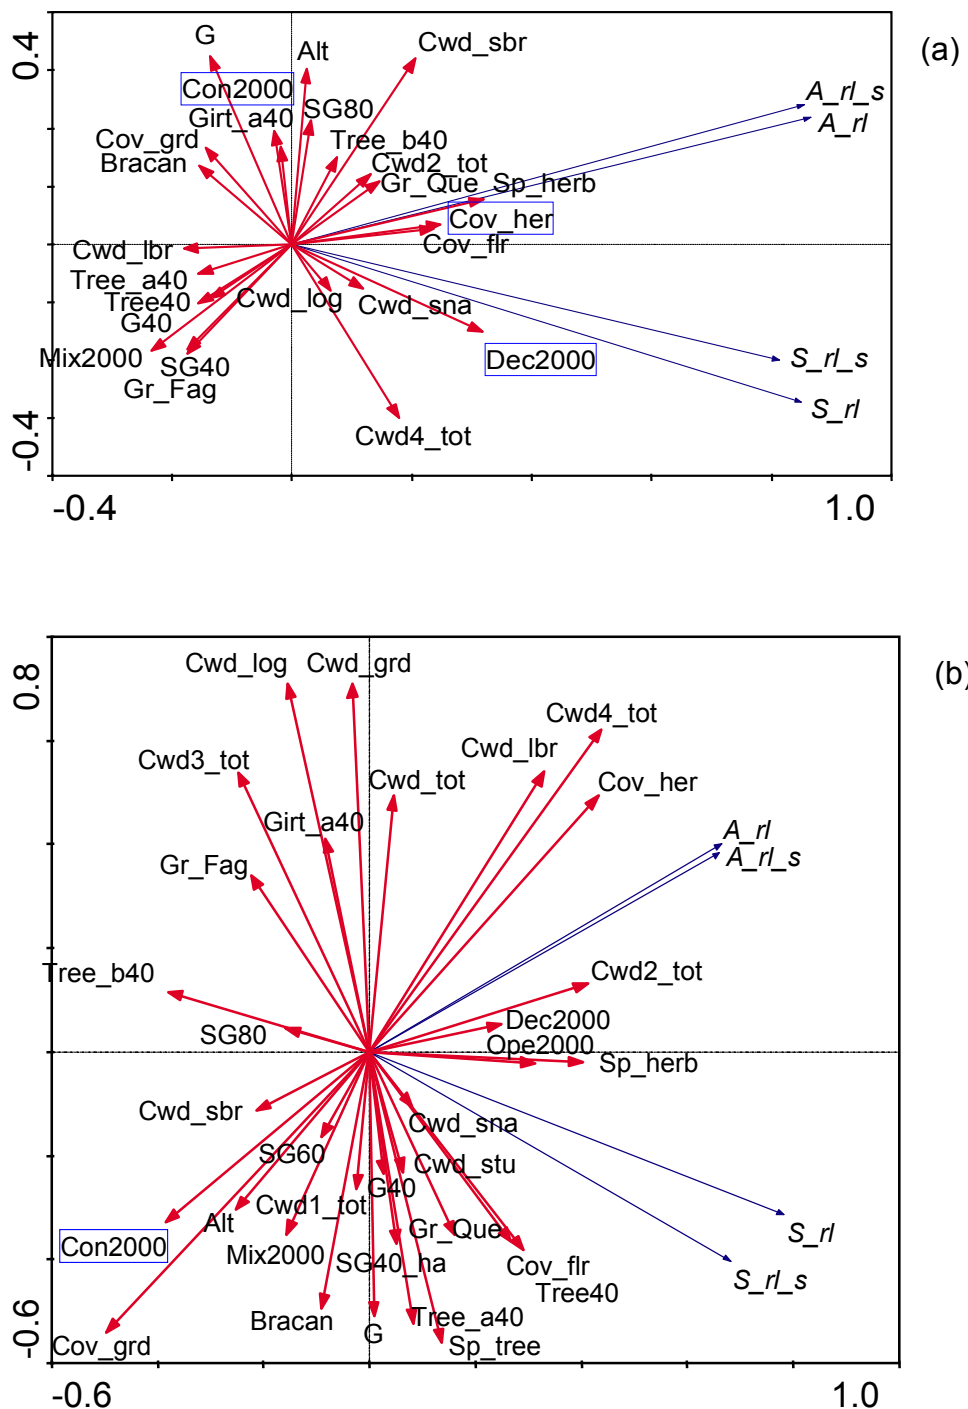 (a)
0.4
G
Alt
Cwd_sbr
Con2000
A_rl_s
SG80
Girt_a40
A_rl
Cov_grd
Tree_b40
Bracan
Cwd2_tot
Gr_Que Sp_herb
Cov_her
Cwd_lbr
Cov_flr
Tree_a40
Tree40
Cwd_log
Cwd_sna
G40
Mix2000
SG40
Dec2000
S_rl_s
Gr_Fag
S_rl
Cwd4_tot
-0.4
-0.4
1.0
(b)
0.8
Cwd_log
Cwd_grd
Cwd4_tot
Cwd_lbr
Cwd3_tot
Cwd_tot
Cov_her
Girt_a40
A_rl
A_rl_s
Gr_Fag
Tree_b40
Cwd2_tot
SG80
Dec2000
Ope2000
Sp_herb
Cwd_sbr
Cwd_sna
SG60
Cwd_stu
G40
Alt
Cwd1_tot
Gr_Que
S_rl
Con2000
Mix2000
SG40_ha
Cov_flr
S_rl_s
Tree40
Bracan
G
Tree_a40
Cov_grd
Sp_tree
-0.6
-0.6
1.0